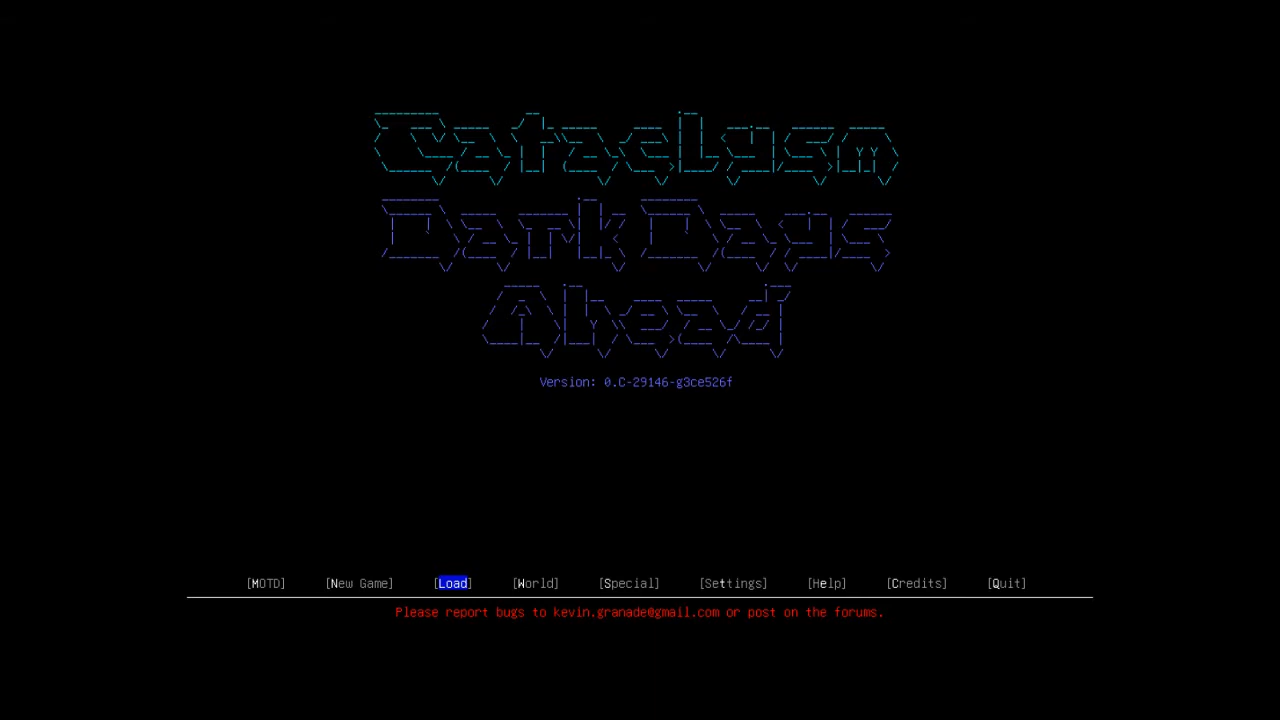 Cataclysm
Dark Days
Ahead
Version: 0.C-29146-g3ce526f
[MOTD] [New Game] [Load] [World] [Special] [Settings] [Help] [Credits] [Quit]
Please report bugs to kevin.granade@gmail.com or post on the forums.